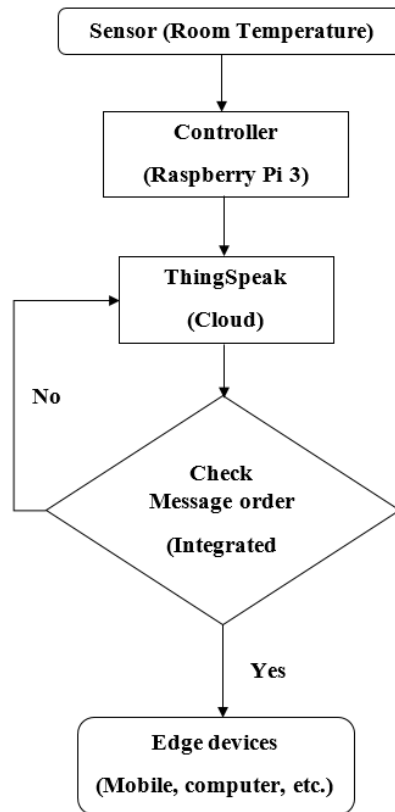 Sensor (Room Temperature)
Controller
(Raspberry Pi 3)
ThingSpeak
(Cloud)
No
Check
Message order
(Integrated
Yes
Edge devices
(Mobile, computer, etc.)